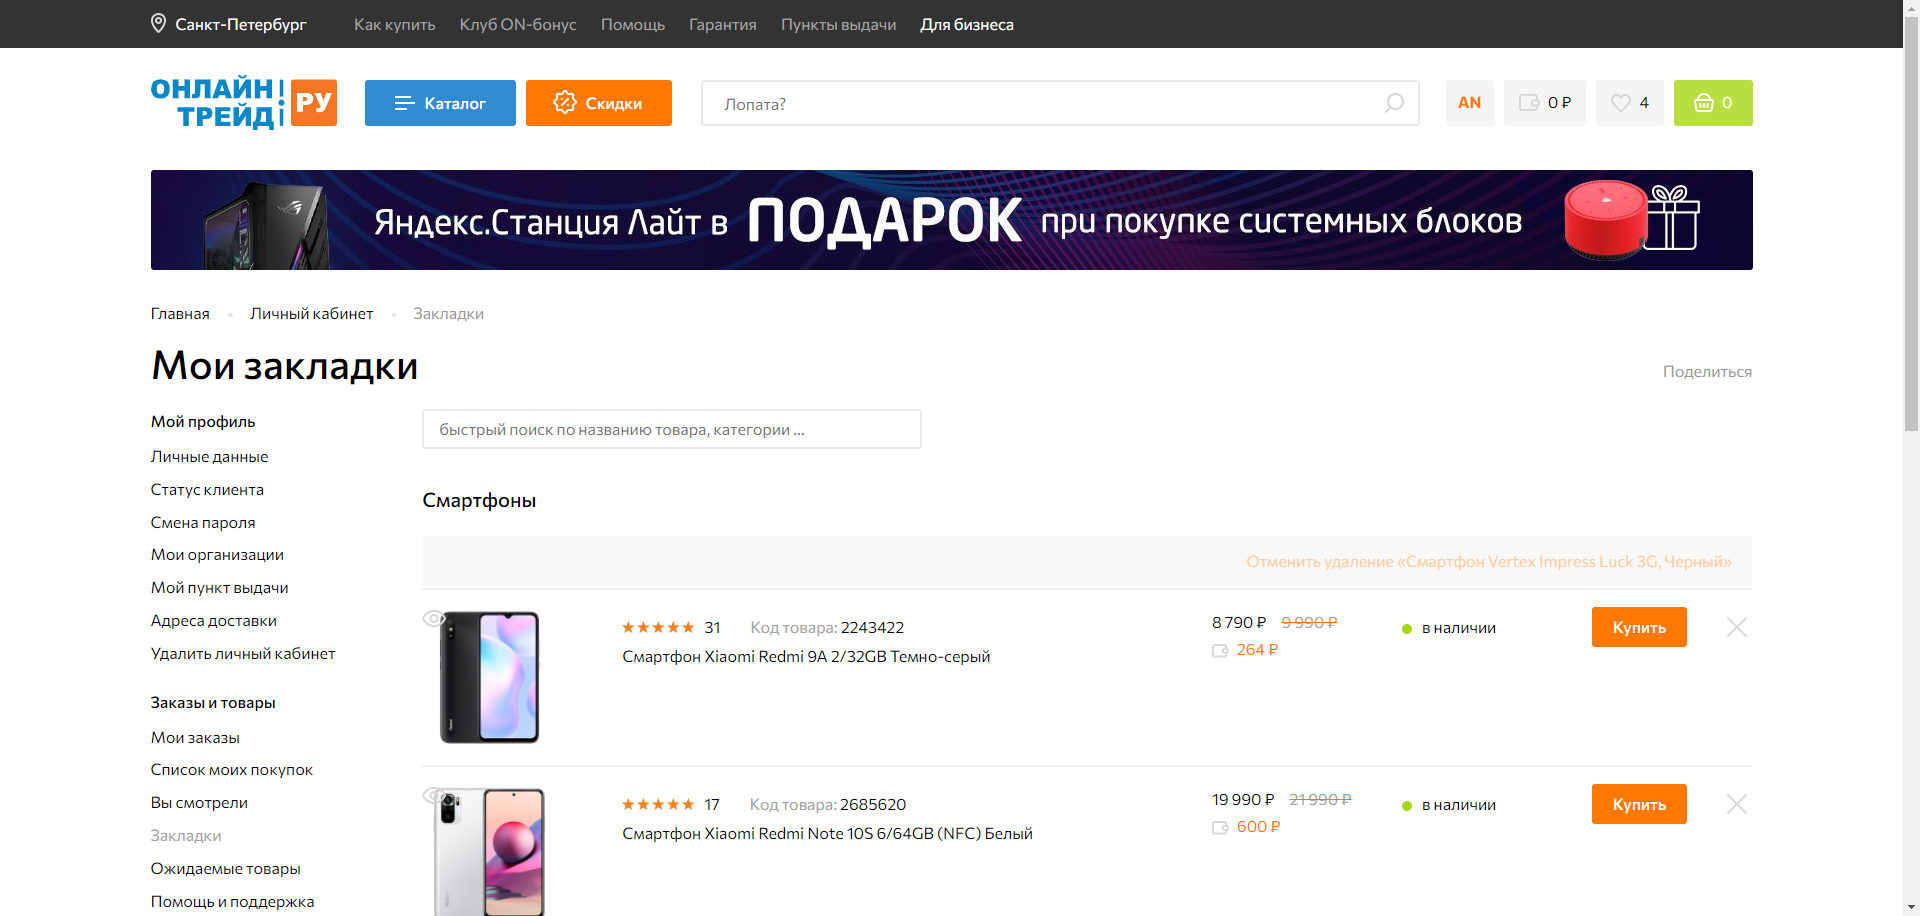 Санкт-Петербург Как купить Клуб ON-бонус Помощь Гарантия Пункты выдачи Для бизнеса
ОНЛАЙН
ТРЕЙД РУ
Каталог Скидки Лопата? AN 0 ₽ 4 0
Яндекс.Станция Лайт в ПОДАРОК при покупке системных блоков
Главная Личный кабинет Закладки
Мои закладки
Поделиться
Мой профиль
Личные данные
Статус клиента
Смена пароля
Мои организации
Мой пункт выдачи
Адреса доставки
Удалить личный кабинет
Заказы и товары
Мои заказы
Список моих покупок
Вы смотрели
Закладки
Ожидаемые товары
Помощь и поддержка
быстрый поиск по названию товара, категории ...
Смартфоны
Отменить удаление «Смартфон Vertex Impress Luck 3G, Черный»
31 Код товара: 2243422
Смартфон Xiaomi Redmi 9A 2/32GB Темно-серый
8 790 ₽ 9 990 ₽
264 ₽
в наличии
Купить
17 Код товара: 2685620
Смартфон Xiaomi Redmi Note 10S 6/64GB (NFC) Белый
19 990 ₽ 21 990 ₽
600 ₽
в наличии
Купить